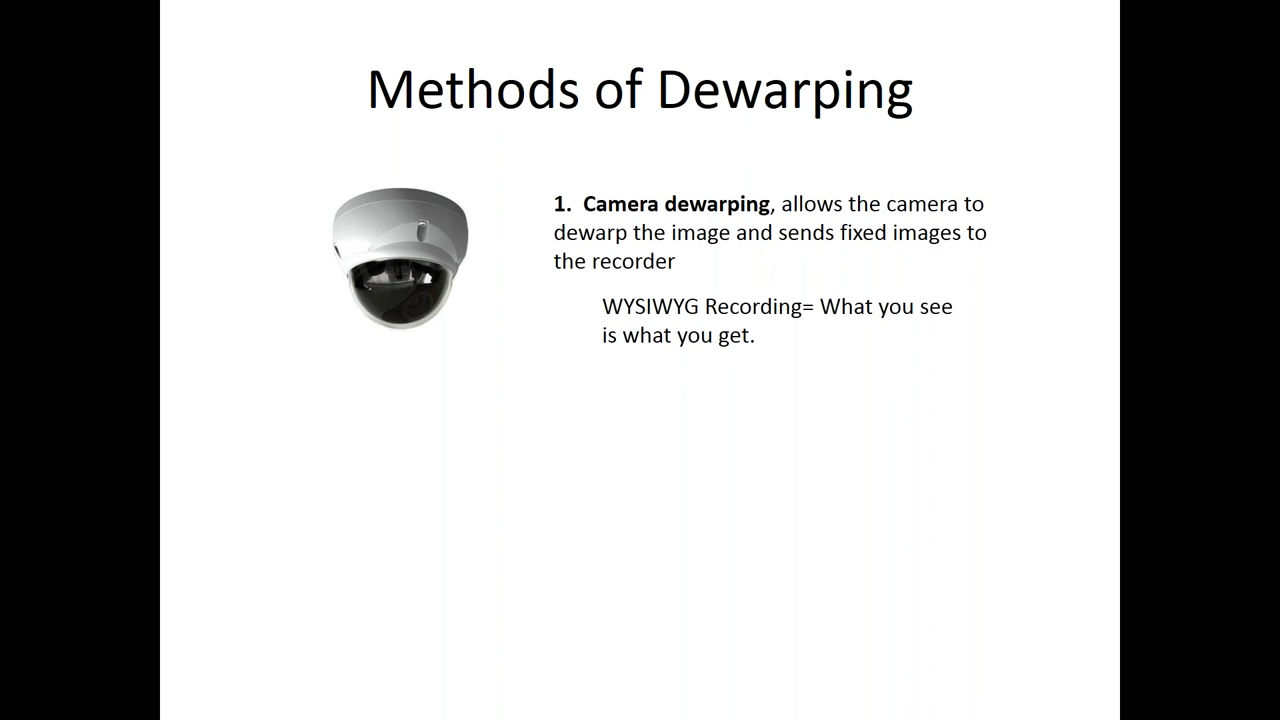 Methods of Dewarping
1. Camera dewarping, allows the camera to
dewarp the image and sends fixed images to
the recorder
WYSIWYG Recording= What you see
is what you get.